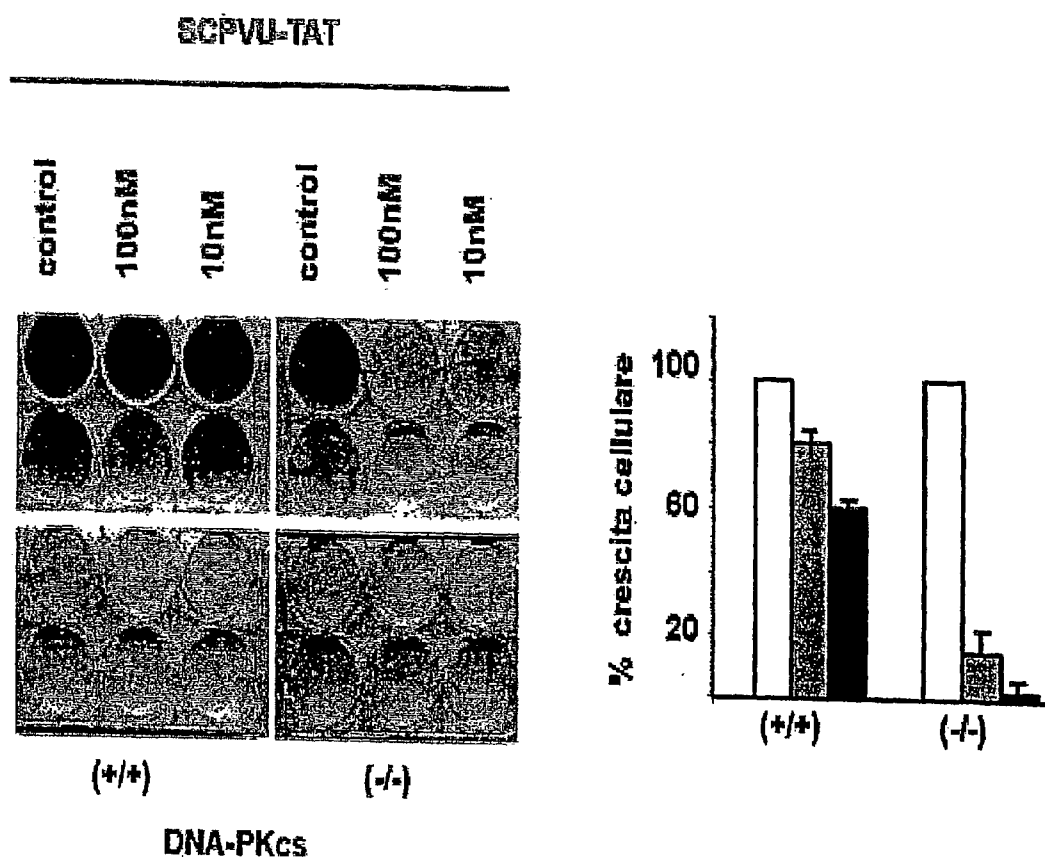 SCPVU-TAT
control 100nM 10nM control 100nM 10nM
(+/+) (-/-)
DNA-PKcs
% crescita cellulare
100
60
20
(+/+) (-/-)